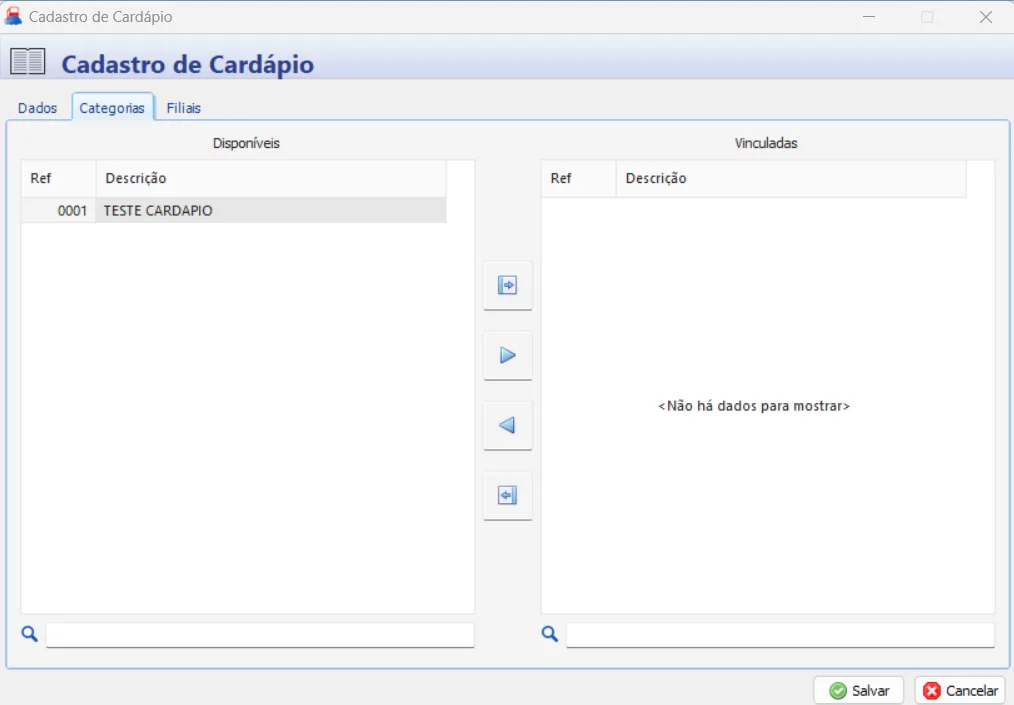 Cadastro de Cardápio
Cadastro de Cardápio
Dados Categorias Filiais
Disponíveis
Ref Descrição
0001 TESTE CARDAPIO
Vinculadas
Ref Descrição
<Não há dados para mostrar>
Salvar Cancelar